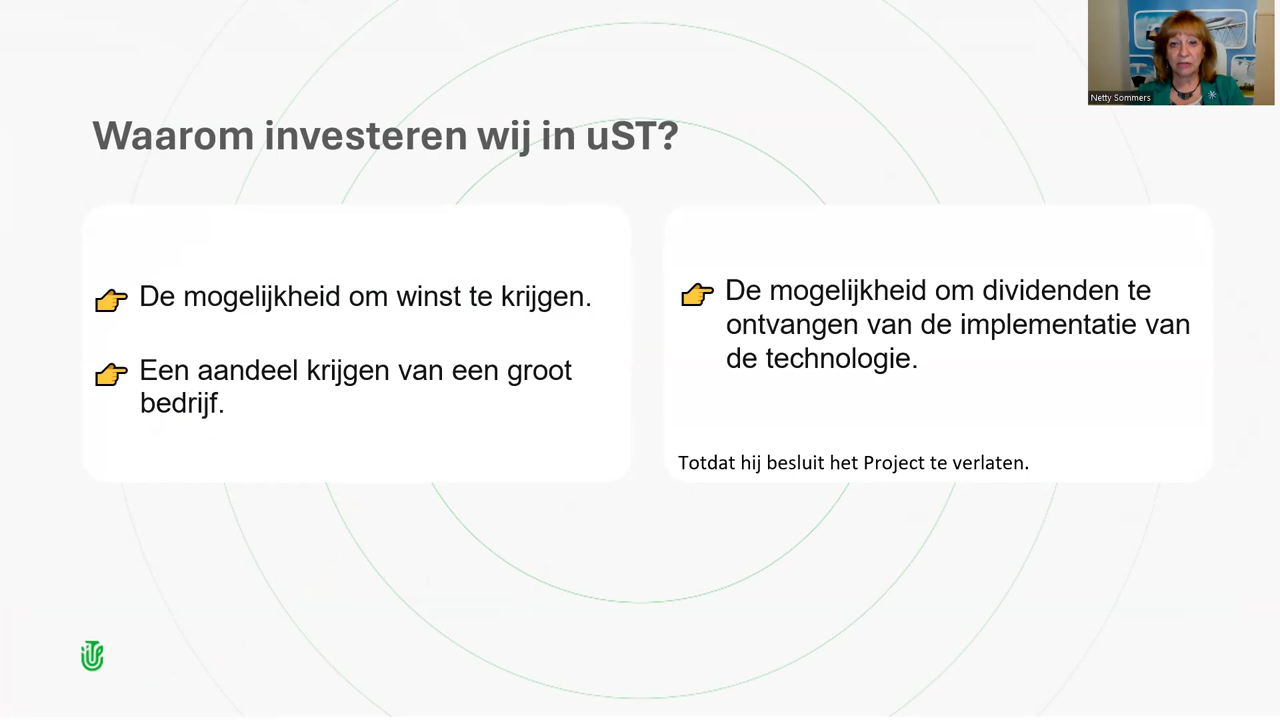 Netty Sommers
Waarom investeren wij in uST?
De mogelijkheid om winst te krijgen.
Een aandeel krijgen van een groot
bedrijf.
De mogelijkheid om dividenden te
ontvangen van de implementatie van
de technologie.
Totdat hij besluit het Project te verlaten.